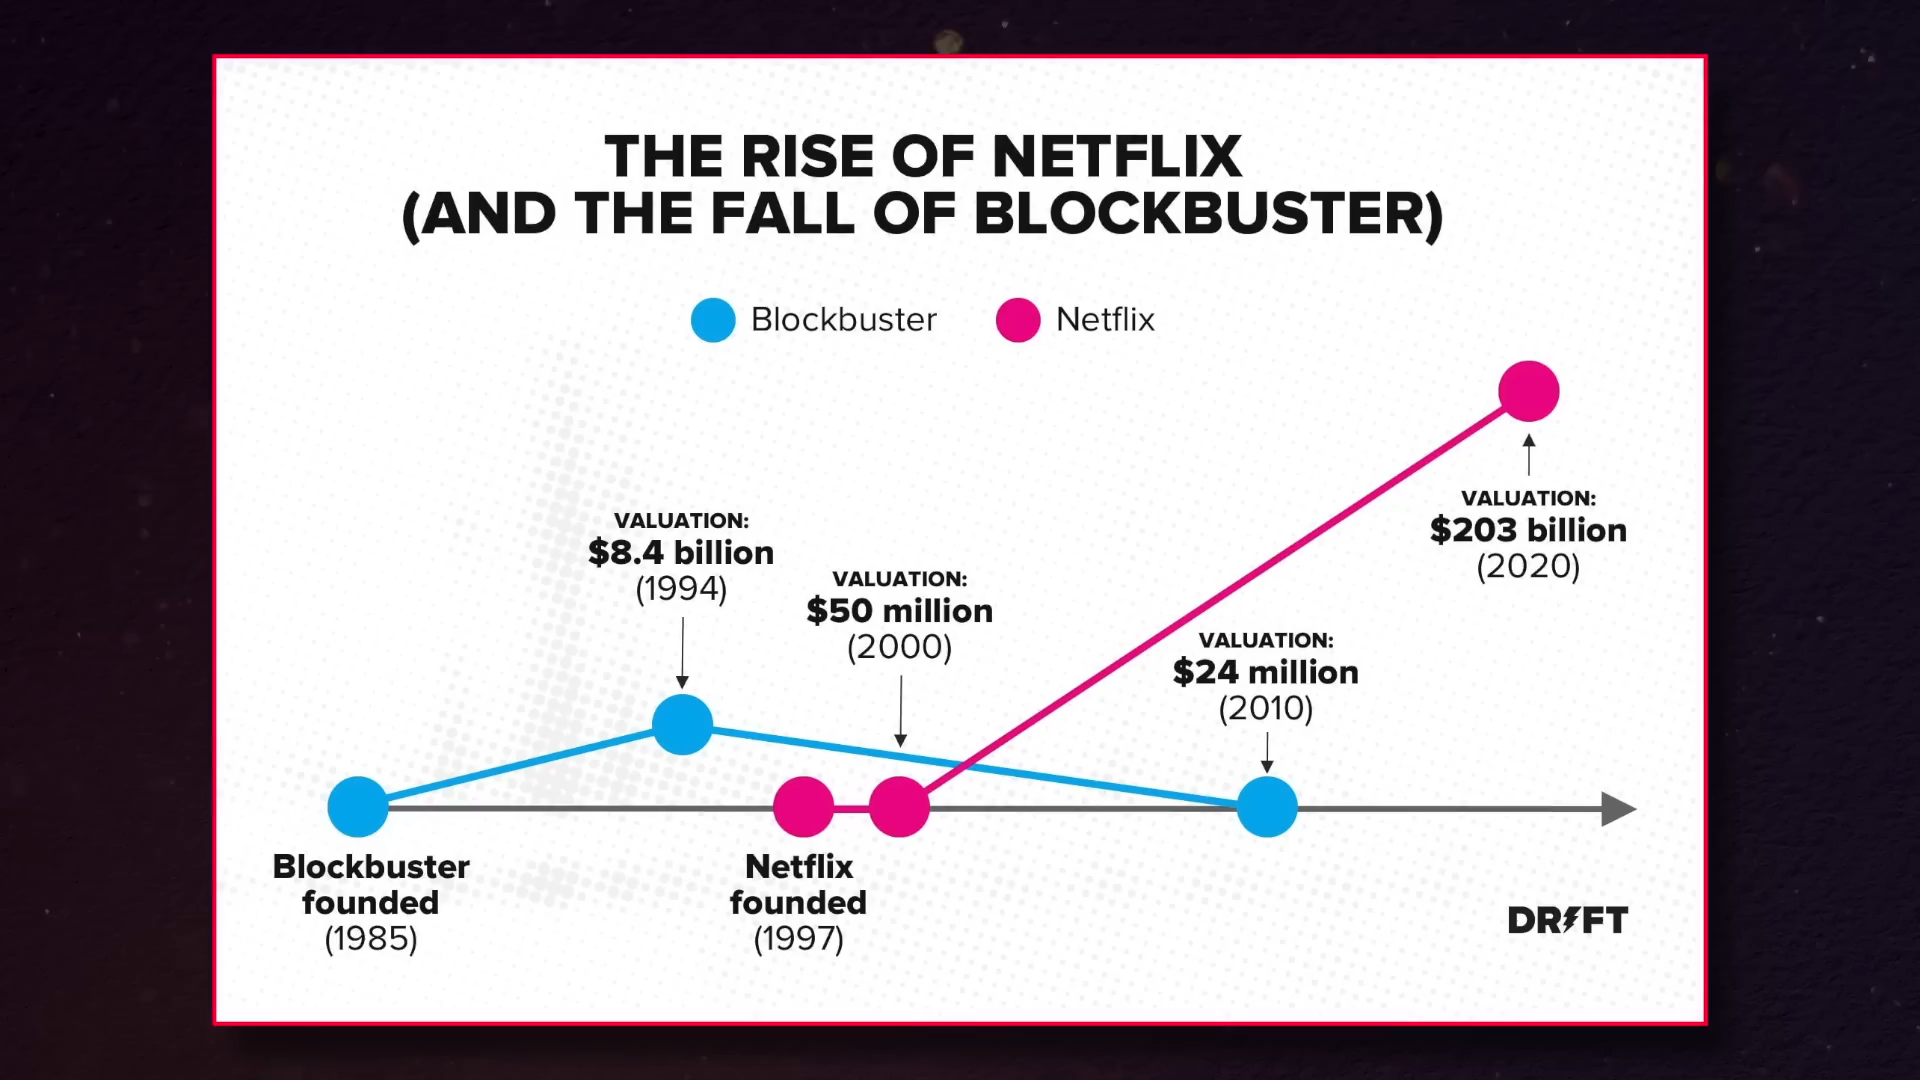 THE RISE OF NETFLIX
(AND THE FALL OF BLOCKBUSTER)
Blockbuster
Netflix
VALUATION:
$8.4 billion
(1994)
VALUATION:
$50 million
(2000)
VALUATION:
$24 million
(2010)
VALUATION:
$203 billion
(2020)
Blockbuster
founded
(1985)
Netflix
founded
(1997)
DRIFT